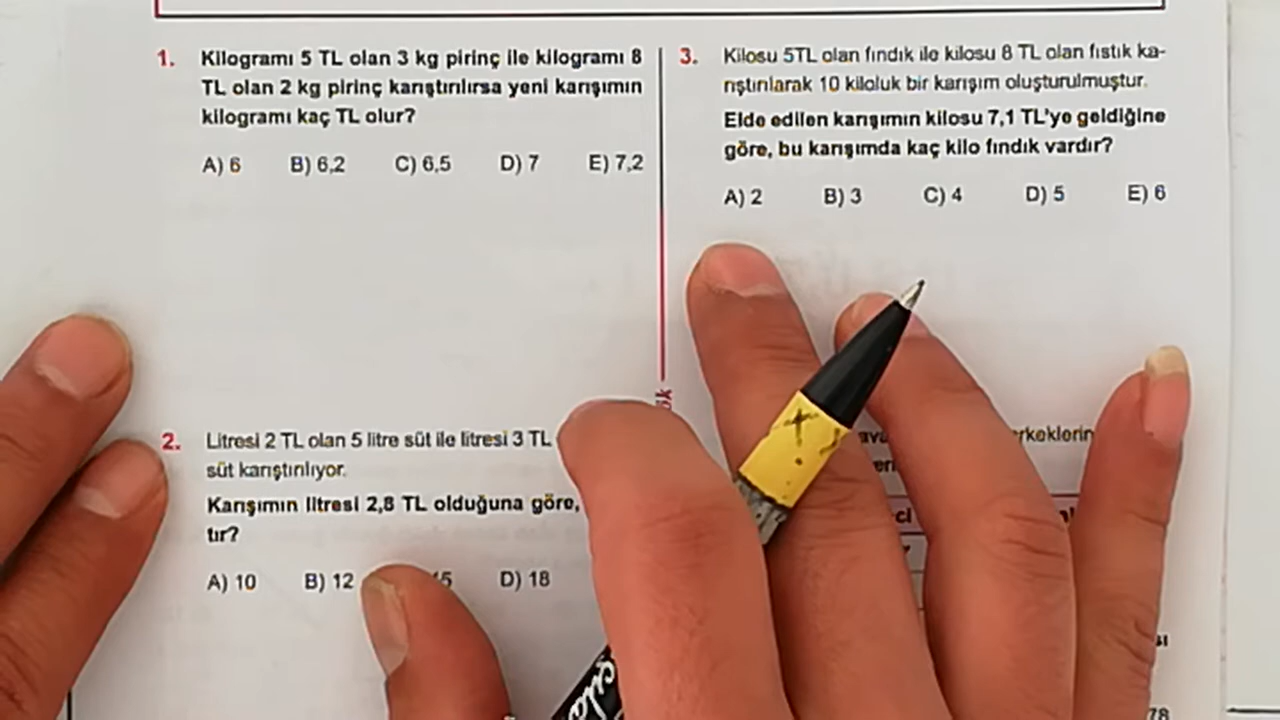 1. Kilogramı 5 TL olan 3 kg pirinç ile kilogramı 8
TL olan 2 kg pirinç karıştırılırsa yeni karışımın
kilogramı kaç TL olur?
A) 6 B) 6,2 C) 6,5 D) 7 E) 7,2
2. Litresi 2 TL olan 5 litre süt ile litresi 3 TL
süt karıştırılıyor.
Karışımın litresi 2,8 TL olduğuna göre,
tır?
A) 10 B) 12 D) 18
3. Kilosu 5TL olan fındık ile kilosu 8 TL olan fıstık ka-
rıştırılarak 10 kiloluk bir karışım oluşturulmuştur.
Elde edilen karışımın kilosu 7,1 TL'ye geldiğine
göre, bu karışımda kaç kilo fındık vardır?
A) 2 B) 3 C) 4 D) 5 E) 6